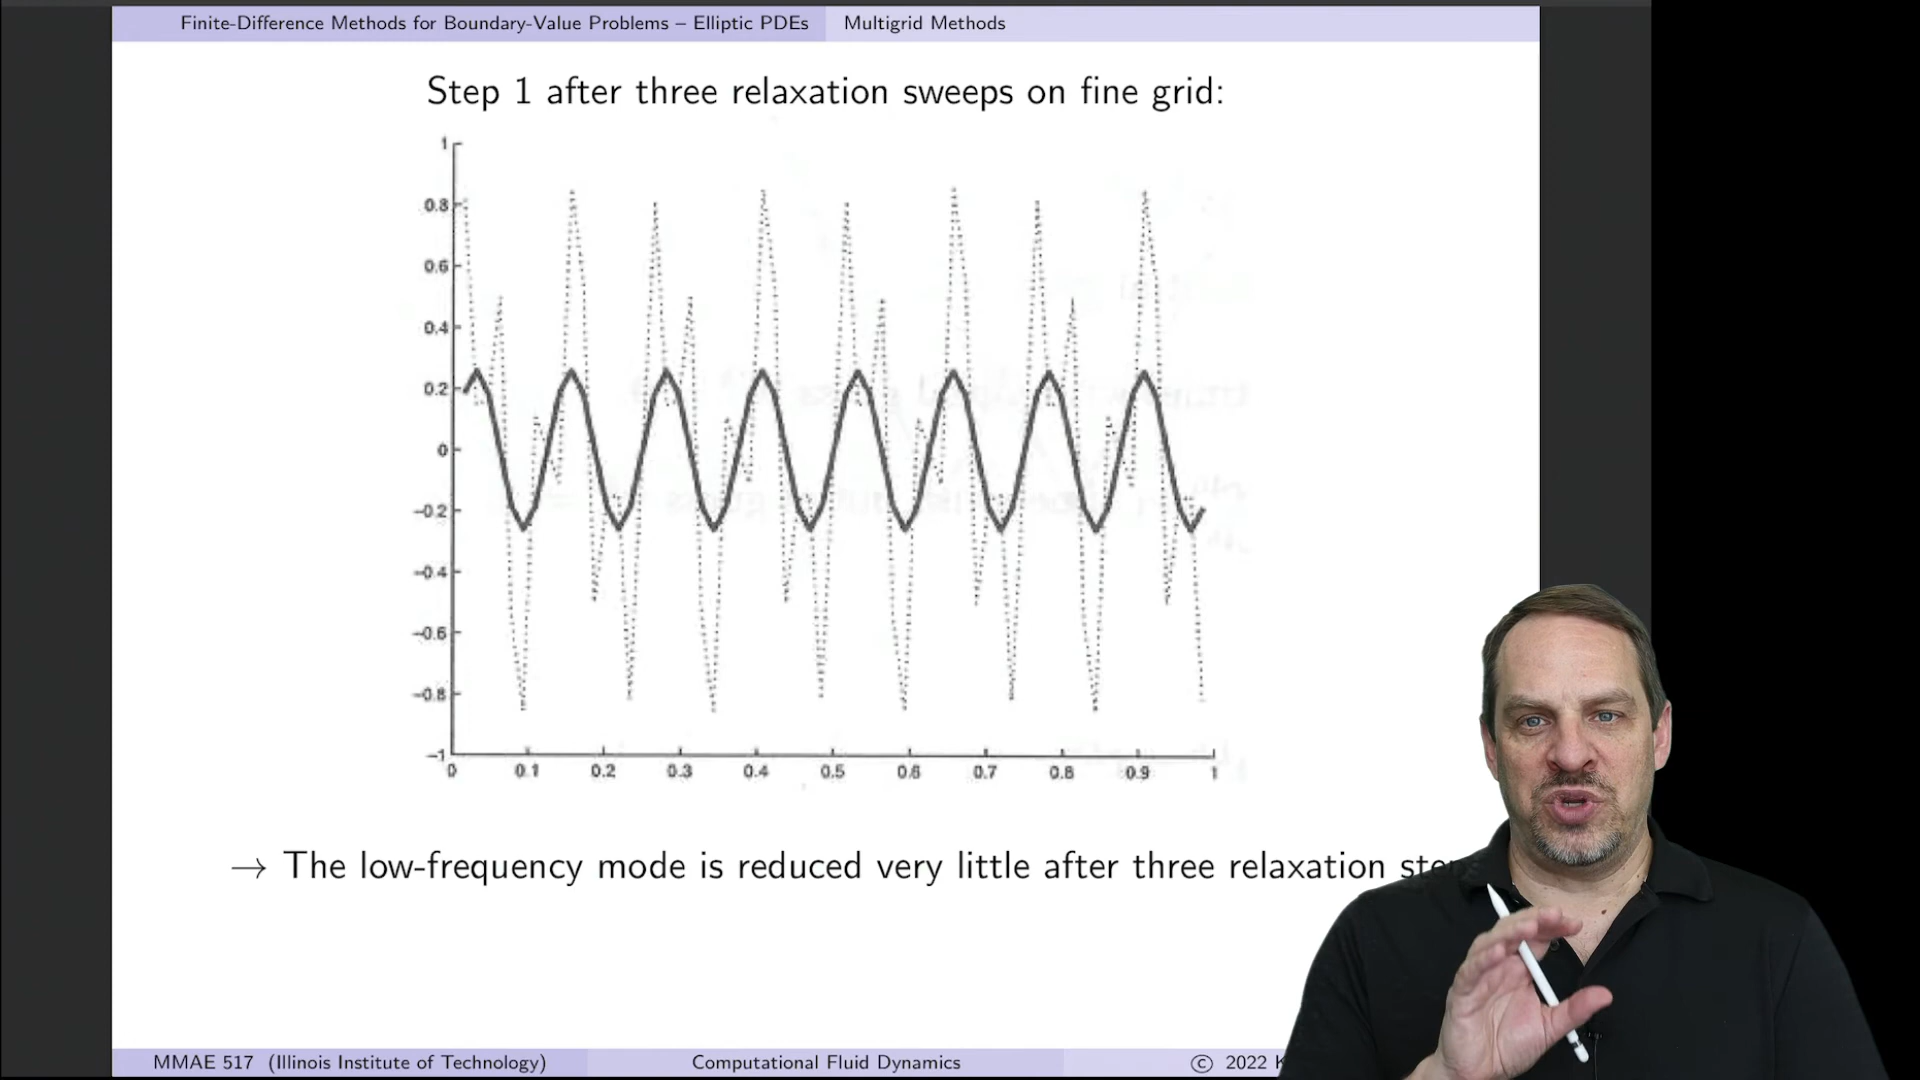 Finite-Difference Methods for Boundary-Value Problems – Elliptic PDEs Multigrid Methods
Step 1 after three relaxation sweeps on fine grid:
1
0.8
0.6
0.4
0.2
0
−0.2
−0.4
−0.6
−0.8
−1
0 0.1 0.2 0.3 0.4 0.5 0.6 0.7 0.8 0.9 1
→ The low-frequency mode is reduced very little after three relaxation
MMAE 517 (Illinois Institute of Technology) Computational Fluid Dynamics © 2022